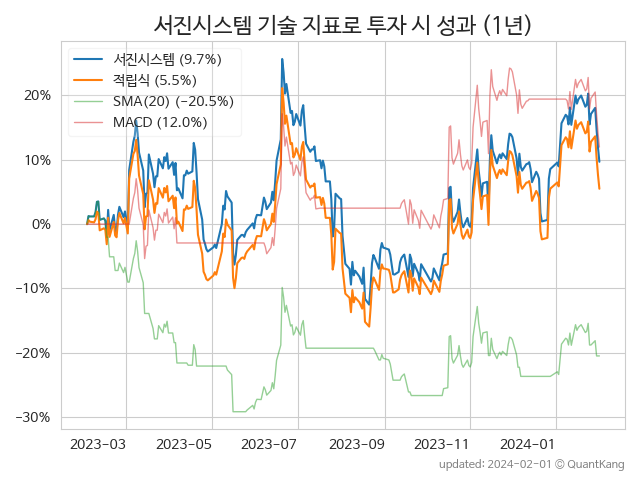 서진시스템 기술 지표로 투자 시 성과 (1년)
서진시스템 (9.7%)
적립식 (5.5%)
SMA(20) (−20.5%)
MACD (12.0%)
20%
10%
0%
−10%
−20%
−30%
2023-03 2023-05 2023-07 2023-09 2023-11 2024-01
updated: 2024-02-01 © QuantKang